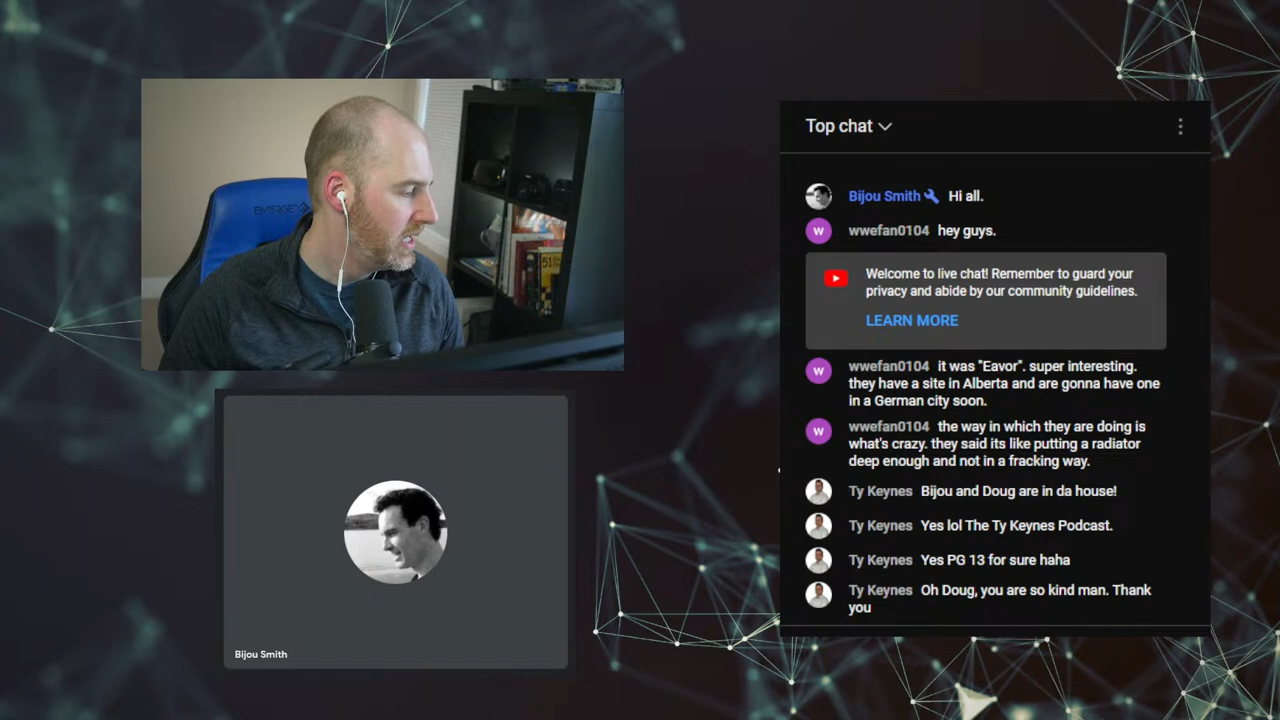 EMERGE
51
Top chat
Bijou Smith Hi all.
W wwefan0104 hey guys.
Welcome to live chat! Remember to guard your
privacy and abide by our community guidelines.
LEARN MORE
W wwefan0104 it was "Eavor". super interesting.
they have a site in Alberta and are gonna have one
in a German city soon.
W wwefan0104 the way in which they are doing is
what's crazy. they said its like putting a radiator
deep enough and not in a fracking way.
Ty Keynes Bijou and Doug are in da house!
Ty Keynes Yes lol The Ty Keynes Podcast.
Ty Keynes Yes PG 13 for sure haha
Ty Keynes Oh Doug, you are so kind man. Thank
you
Bijou Smith